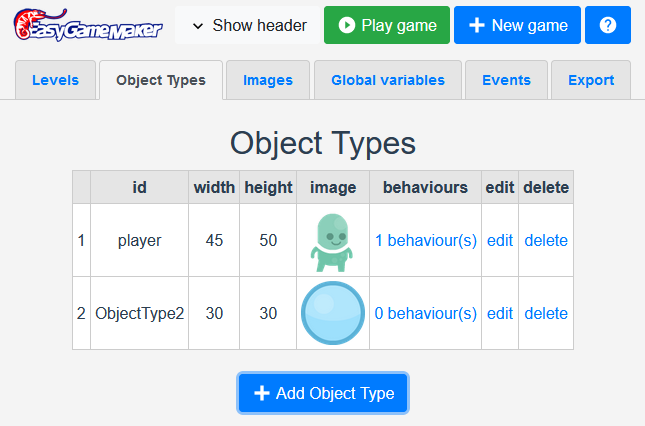 EasyGameMaker Show header Play game New game ?
Levels Object Types Images Global variables Events Export
Object Types
id width height image behaviours edit delete
1 player 45 50 1 behaviour(s) edit delete
2 ObjectType2 30 30 0 behaviour(s) edit delete
Add Object Type